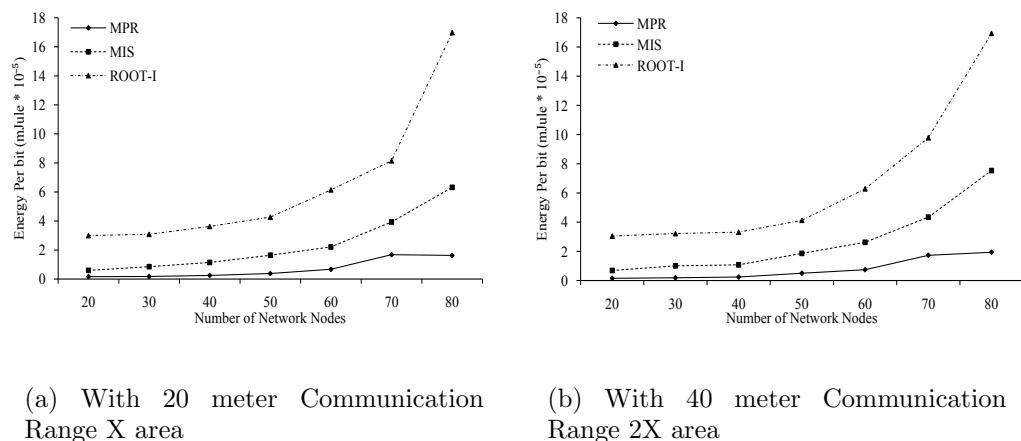 18
16
14
12
10
8
6
4
2
0
Energy Per bit (mJule * 10⁻⁵)
MPR
MIS
ROOT-I
20 30 40 50 60 70 80
Number of Network Nodes
(a) With 20 meter Communication
Range X area
18
16
14
12
10
8
6
4
2
0
Energy Per bit (mJule * 10⁻⁵)
MPR
MIS
ROOT-I
20 30 40 50 60 70 80
Number of Network Nodes
(b) With 40 meter Communication
Range 2X area